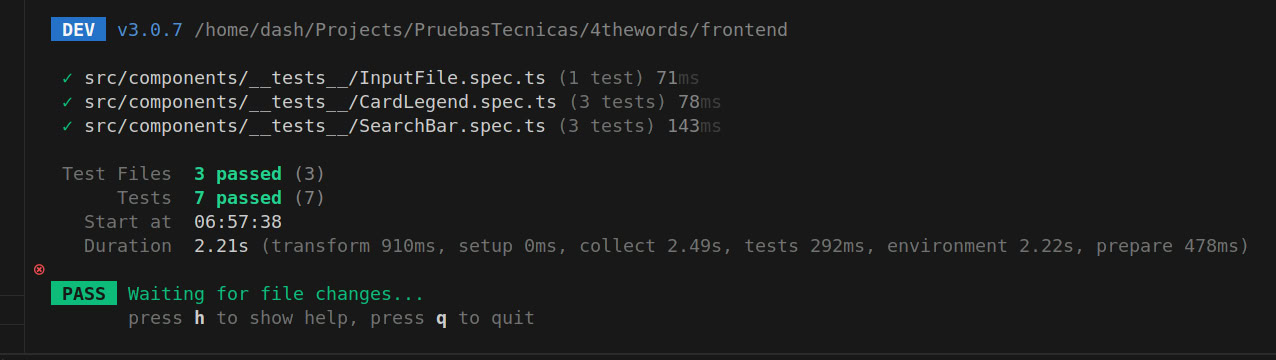 DEV v3.0.7 /home/dash/Projects/PruebasTecnicas/4thewords/frontend
✓ src/components/__tests__/InputFile.spec.ts (1 test) 71ms
✓ src/components/__tests__/CardLegend.spec.ts (3 tests) 78ms
✓ src/components/__tests__/SearchBar.spec.ts (3 tests) 143ms
Test Files 3 passed (3)
Tests 7 passed (7)
Start at 06:57:38
Duration 2.21s (transform 910ms, setup 0ms, collect 2.49s, tests 292ms, environment 2.22s, prepare 478ms)
PASS Waiting for file changes...
press h to show help, press q to quit